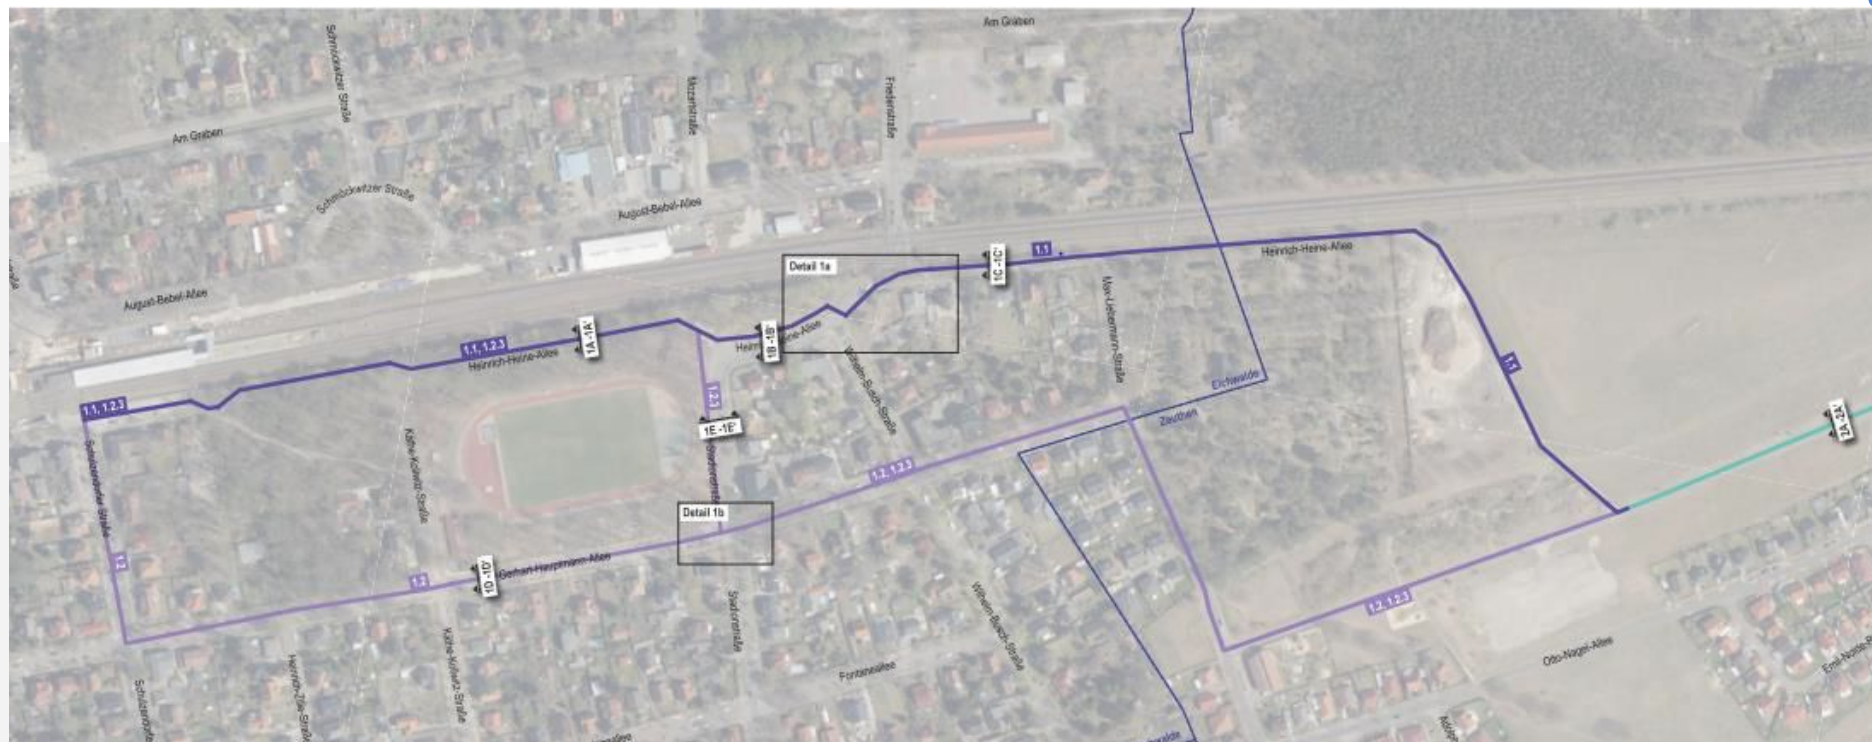 Am Graben
Schmöckwitzer Straße
Mozartstraße
Friedenstraße
Am Graben
Schmöckwitzer Straße
August-Bebel-Allee
August-Bebel-Allee
Detail 1a
1C -1C'
1.1
Heinrich-Heine-Allee
1.1, 1.2.3
Heinrich-Heine-Allee
1A -1A'
1B -1B'
Max-Liebermann-Straße
1.1
Wilhelm-Busch-Straße
Eichwalde
Zeuthen
1.1, 1.2.3
1.2.3
1E -1E'
Stadionstraße
2A -2A'
Schulzendorfer Straße
Käthe-Kollwitz-Straße
1.2, 1.2.3
Detail 1b
1.2
1.2
1D -1D'
Gerhart-Hauptmann-Allee
Stadionstraße
Wilhelm-Busch-Straße
1.2, 1.2.3
Käthe-Kollwitz-Straße
Fontaneallee
Otto-Nagel-Allee